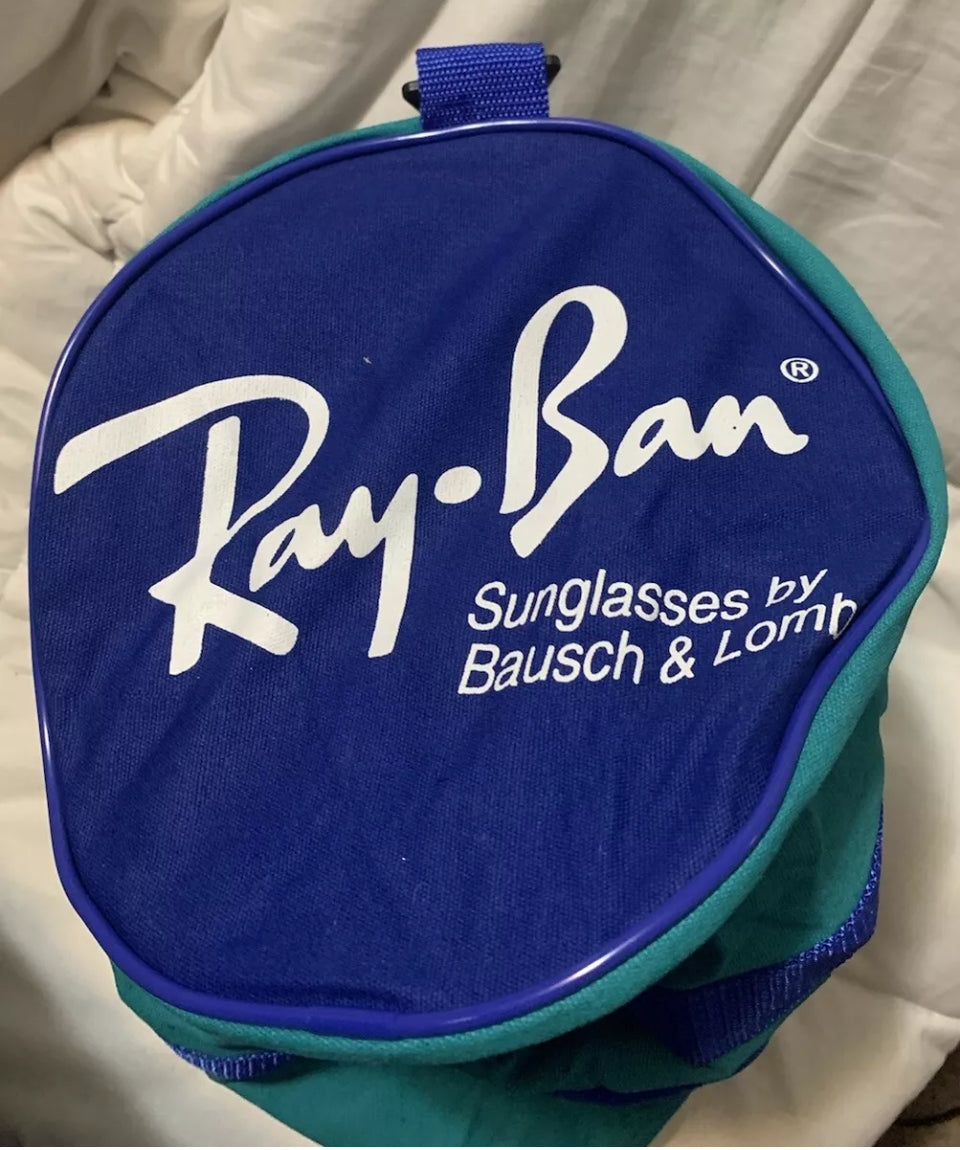 Ray•Ban®
Sunglasses by
Bausch & Lomb